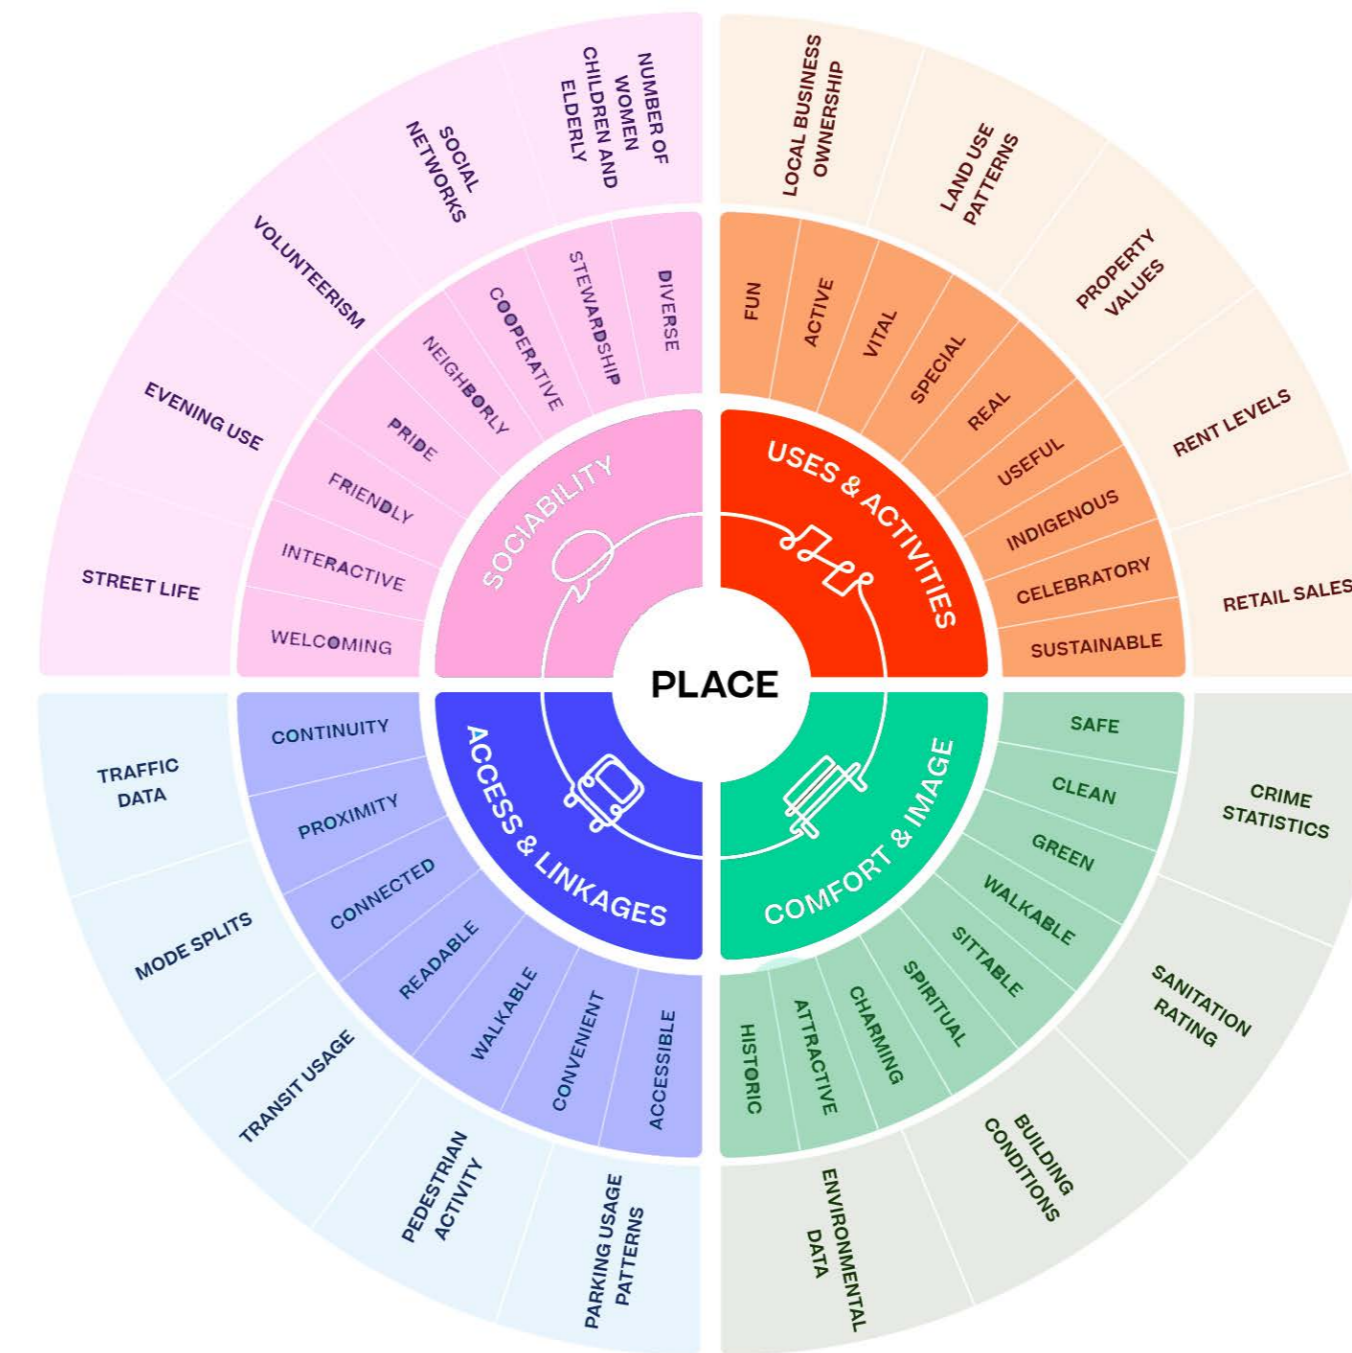 PLACE
SOCIABILITY
DIVERSE
STEWARDSHIP
COOPERATIVE
NEIGHBORLY
PRIDE
FRIENDLY
INTERACTIVE
WELCOMING
NUMBER OF
WOMEN
CHILDREN AND
ELDERLY
SOCIAL
NETWORKS
VOLUNTEERISM
EVENING USE
STREET LIFE
USES & ACTIVITIES
FUN
ACTIVE
VITAL
SPECIAL
REAL
USEFUL
INDIGENOUS
CELEBRATORY
SUSTAINABLE
LOCAL BUSINESS
OWNERSHIP
LAND USE
PATTERNS
PROPERTY
VALUES
RENT LEVELS
RETAIL SALES
COMFORT & IMAGE
SAFE
CLEAN
GREEN
WALKABLE
SITTABLE
SPIRITUAL
CHARMING
ATTRACTIVE
HISTORIC
CRIME
STATISTICS
SANITATION
RATING
BUILDING
CONDITIONS
ENVIRONMENTAL
DATA
ACCESS & LINKAGES
CONTINUITY
PROXIMITY
CONNECTED
READABLE
WALKABLE
CONVENIENT
ACCESSIBLE
TRAFFIC
DATA
MODE SPLITS
TRANSIT USAGE
PEDESTRIAN
ACTIVITY
PARKING USAGE
PATTERNS